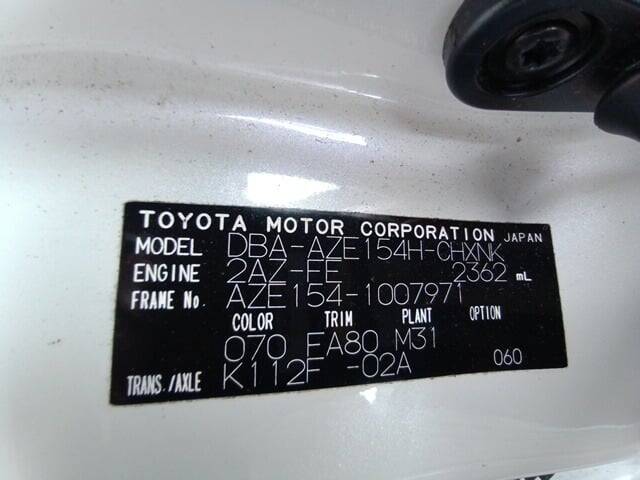 TOYOTA MOTOR CORPORATION JAPAN
MODEL DBA-AZE154H-CHXNK
ENGINE 2AZ-FE 2362 mL
FRAME No. AZE154-1007971
COLOR TRIM PLANT OPTION
070 FA80 M31
TRANS./AXLE K112F -02A 060